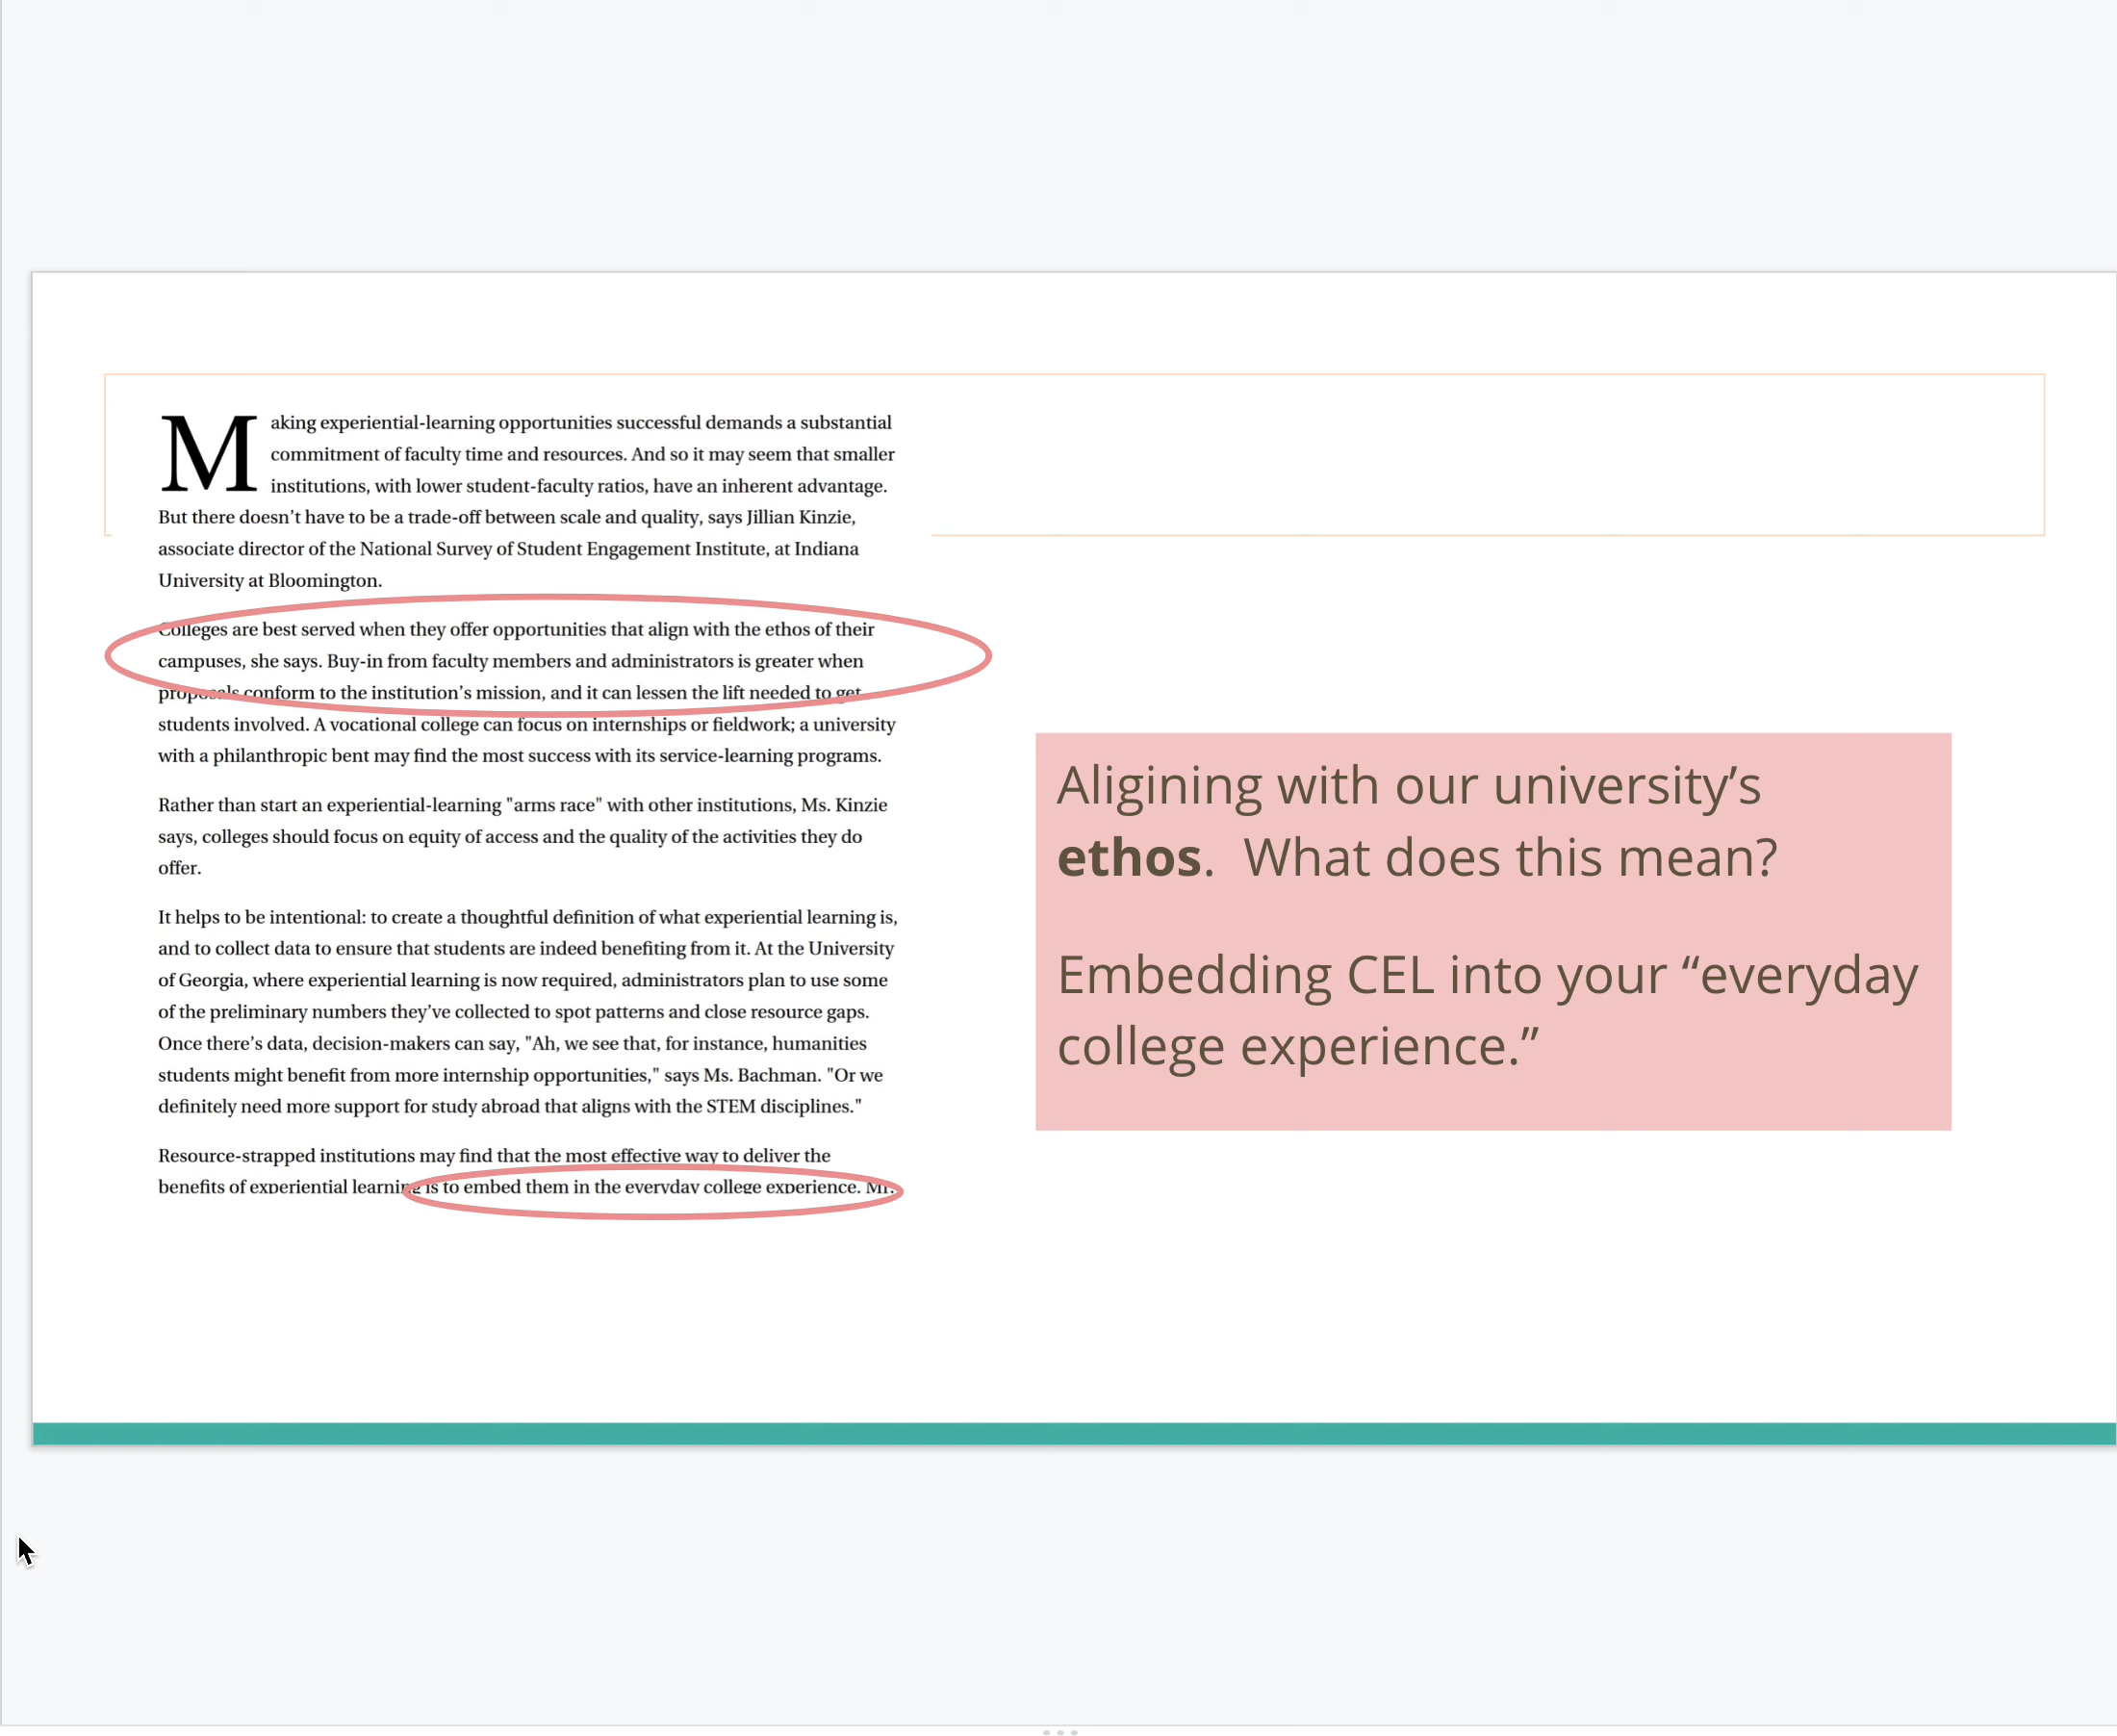 Making experiential-learning opportunities successful demands a substantial
commitment of faculty time and resources. And so it may seem that smaller
institutions, with lower student-faculty ratios, have an inherent advantage.
But there doesn’t have to be a trade-off between scale and quality, says Jillian Kinzie,
associate director of the National Survey of Student Engagement Institute, at Indiana
University at Bloomington.
Colleges are best served when they offer opportunities that align with the ethos of their
campuses, she says. Buy-in from faculty members and administrators is greater when
proposals conform to the institution’s mission, and it can lessen the lift needed to get
students involved. A vocational college can focus on internships or fieldwork; a university
with a philanthropic bent may find the most success with its service-learning programs.
Rather than start an experiential-learning "arms race" with other institutions, Ms. Kinzie
says, colleges should focus on equity of access and the quality of the activities they do
offer.
It helps to be intentional: to create a thoughtful definition of what experiential learning is,
and to collect data to ensure that students are indeed benefiting from it. At the University
of Georgia, where experiential learning is now required, administrators plan to use some
of the preliminary numbers they’ve collected to spot patterns and close resource gaps.
Once there’s data, decision-makers can say, "Ah, we see that, for instance, humanities
students might benefit from more internship opportunities," says Ms. Bachman. "Or we
definitely need more support for study abroad that aligns with the STEM disciplines."
Resource-strapped institutions may find that the most effective way to deliver the
benefits of experiential learning is to embed them in the everyday college experience. Mr.
Aligining with our university’s
ethos.  What does this mean?
Embedding CEL into your “everyday
college experience.”